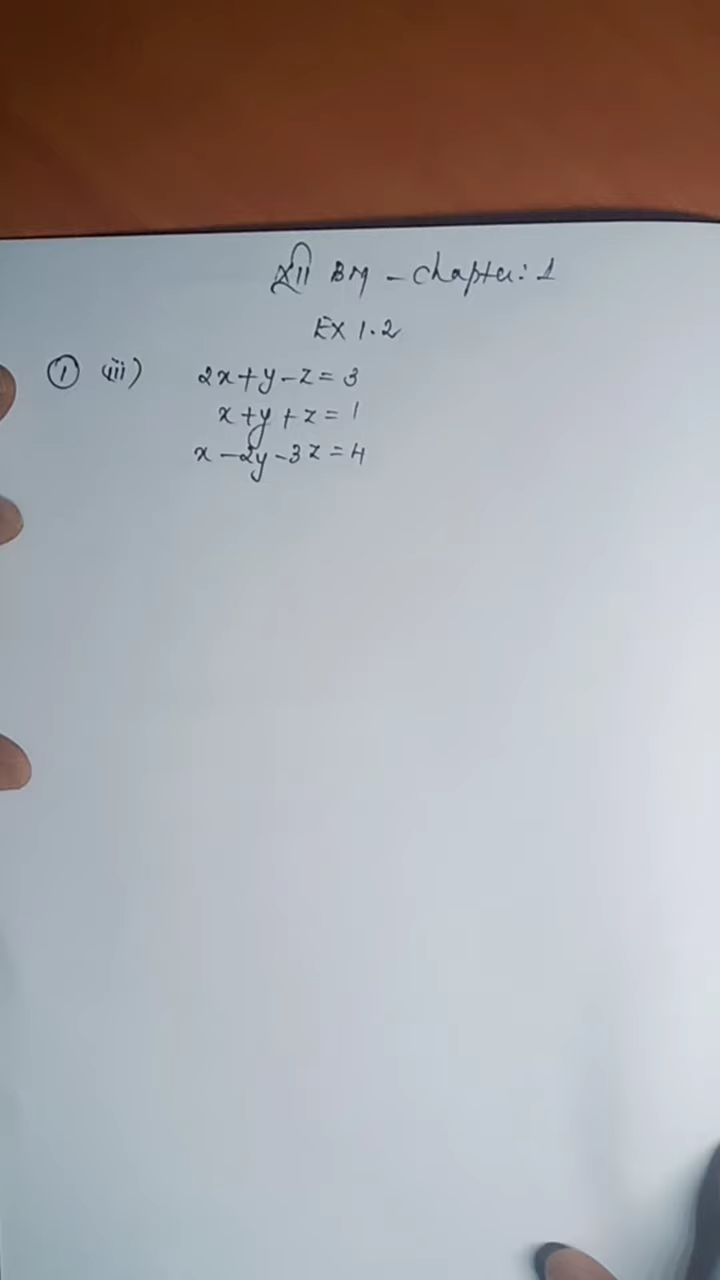 XII BM - chapter: 1
EX 1.2
① iii) 2x+y-z=3
x+y+z=1
x-2y-3z=4